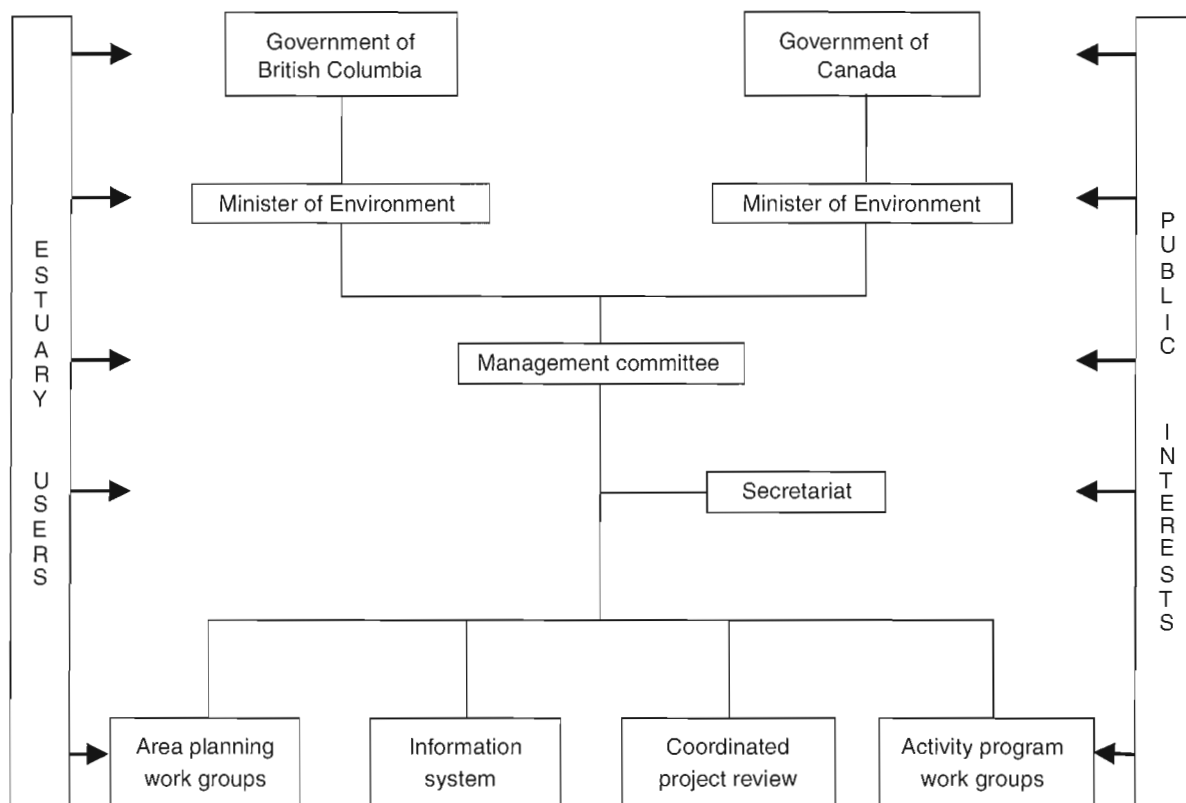 Government of
British Columbia
Government of
Canada
Minister of Environment
Minister of Environment
ESTUARY USERS
PUBLIC INTERESTS
Management committee
Secretariat
Area planning
work groups
Information
system
Coordinated
project review
Activity program
work groups